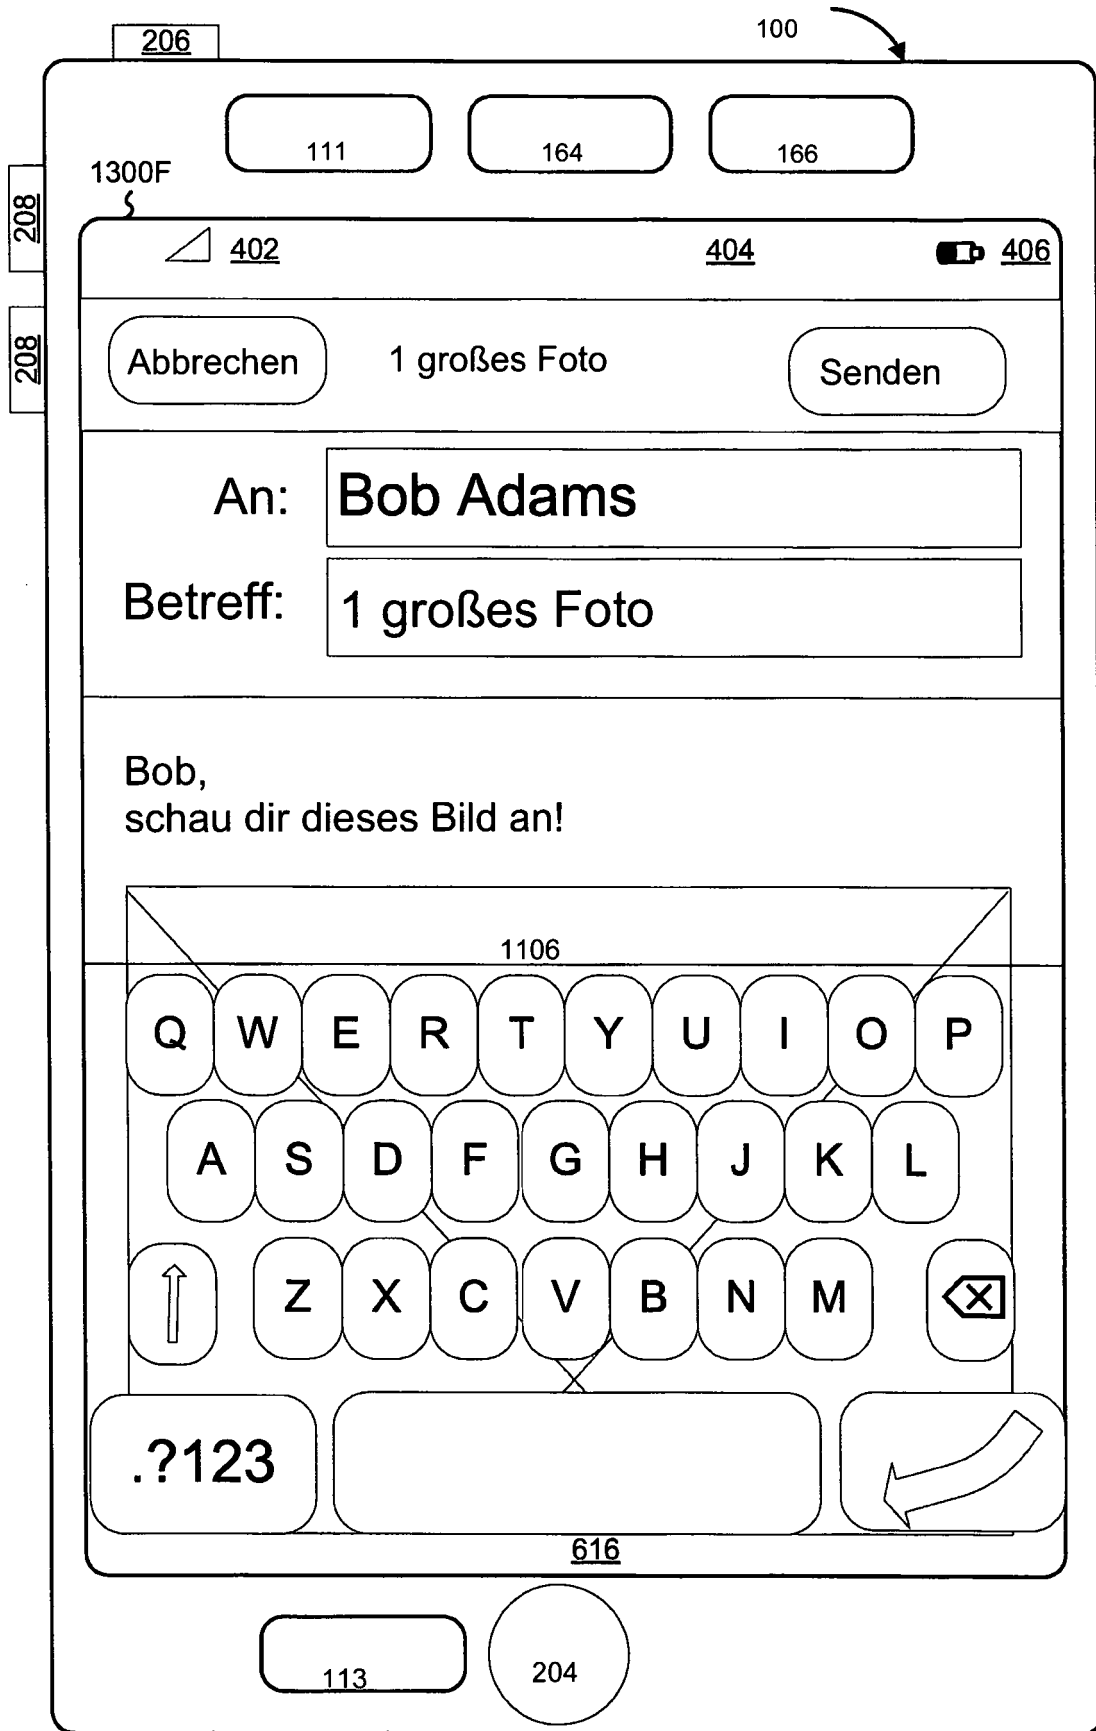 206
100
111 164 166
1300F
208
402 404 406
208
Abbrechen 1 großes Foto Senden
An: Bob Adams
Betreff: 1 großes Foto
Bob,
schau dir dieses Bild an!
1106
Q W E R T Y U I O P
A S D F G H J K L
Z X C V B N M
.?123
616
113 204